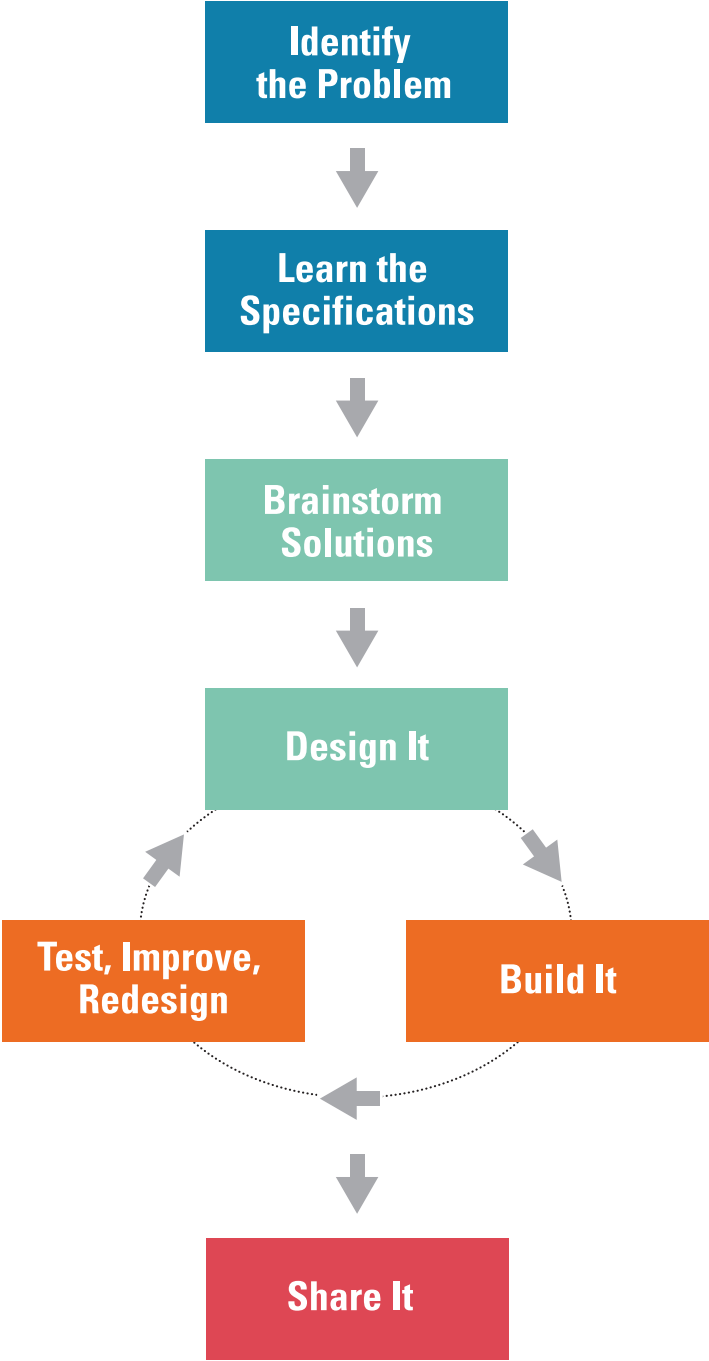 Identify
the Problem
Learn the
Specifications
Brainstorm
Solutions
Design It
Test, Improve,
Redesign
Build It
Share It